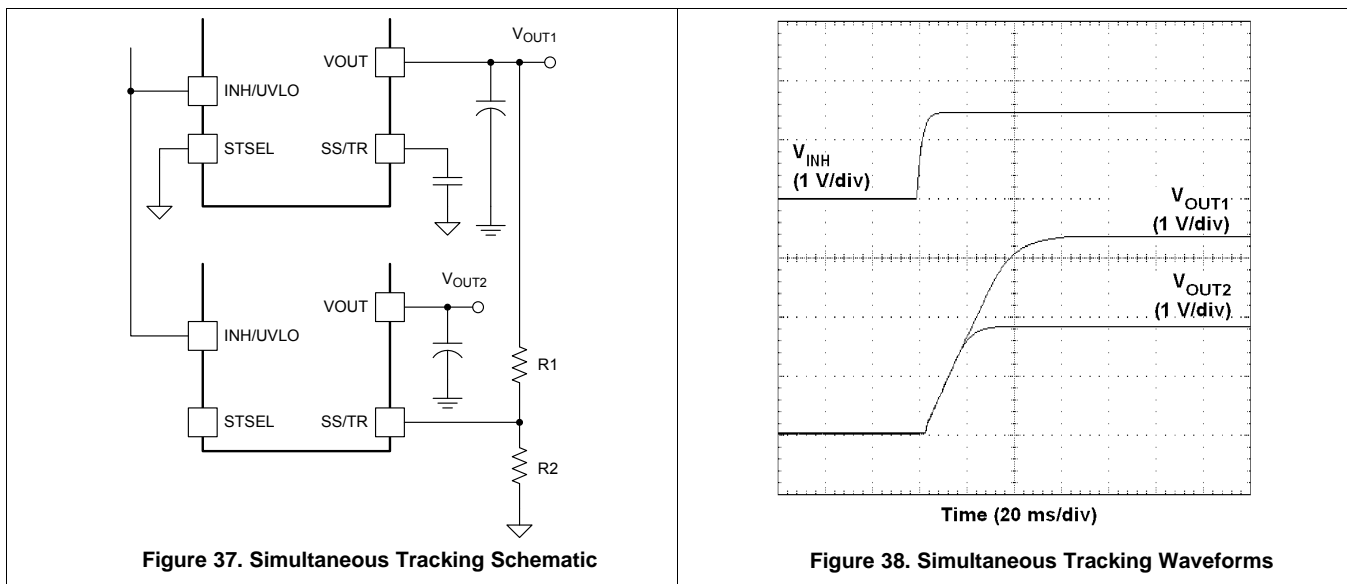 VOUT1
VOUT
INH/UVLO
STSEL
SS/TR
VOUT2
VOUT
INH/UVLO
R1
STSEL
SS/TR
R2
Figure 37. Simultaneous Tracking Schematic
VINH
(1 V/div)
VOUT1
(1 V/div)
VOUT2
(1 V/div)
Time (20 ms/div)
Figure 38. Simultaneous Tracking Waveforms